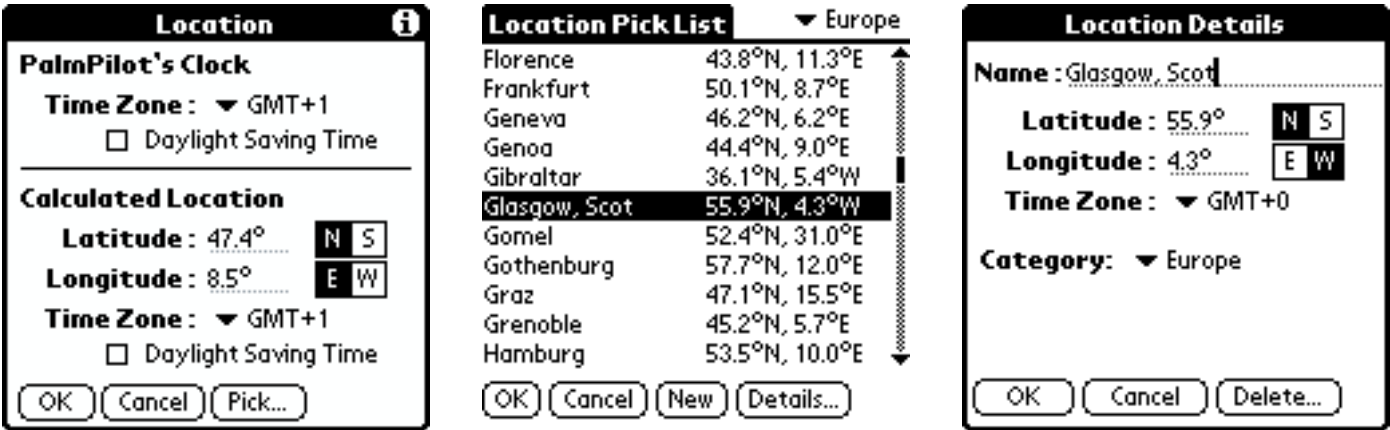 Location
PalmPilot's Clock
Time Zone: GMT+1
Daylight Saving Time
Calculated Location
Latitude: 47.4° N S
Longitude: 8.5° E W
Time Zone: GMT+1
Daylight Saving Time
OK Cancel Pick...
Location Pick List Europe
Florence 43.8°N, 11.3°E
Frankfurt 50.1°N, 8.7°E
Geneva 46.2°N, 6.2°E
Genoa 44.4°N, 9.0°E
Gibraltar 36.1°N, 5.4°W
Glasgow, Scot 55.9°N, 4.3°W
Gomel 52.4°N, 31.0°E
Gothenburg 57.7°N, 12.0°E
Graz 47.1°N, 15.5°E
Grenoble 45.2°N, 5.7°E
Hamburg 53.5°N, 10.0°E
OK Cancel New Details...
Location Details
Name: Glasgow, Scot
Latitude: 55.9° N S
Longitude: 4.3° E W
Time Zone: GMT+0
Category: Europe
OK Cancel Delete...